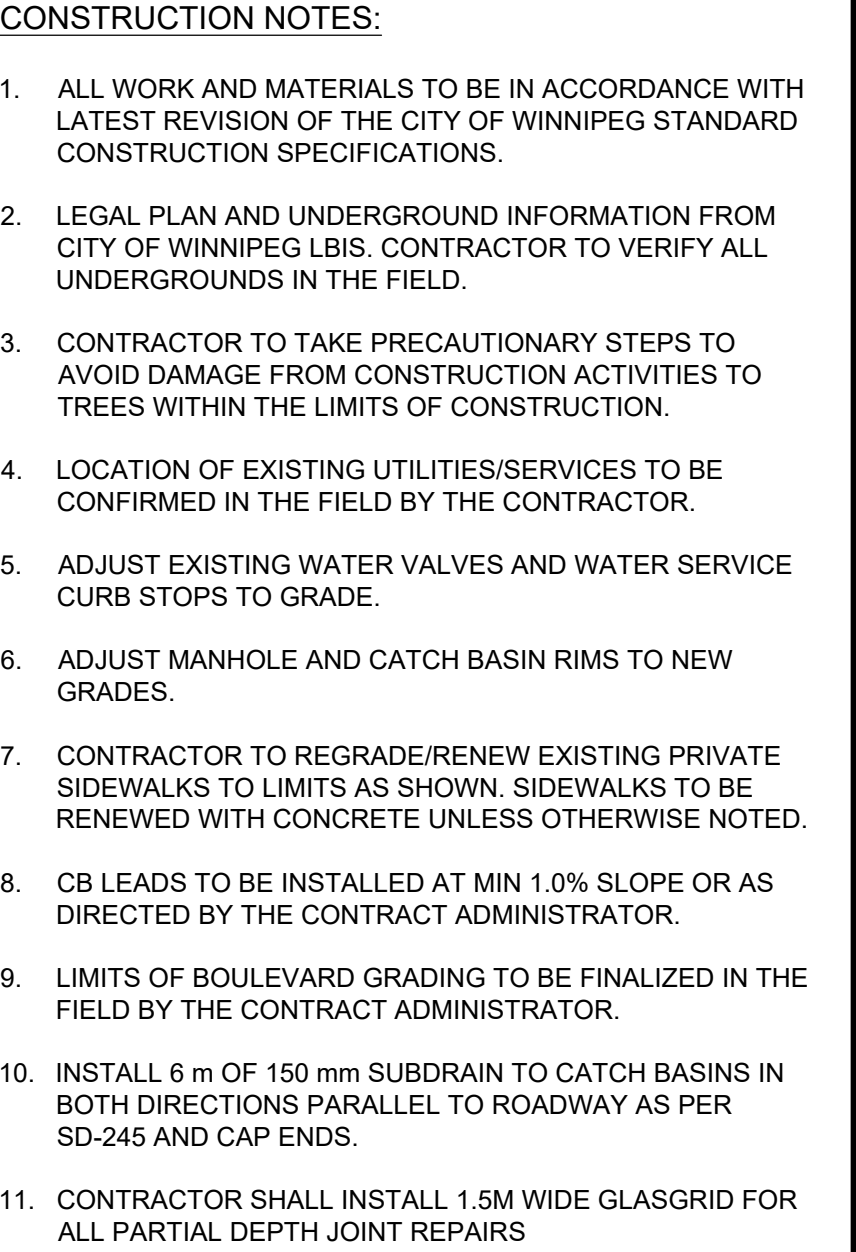 CONSTRUCTION NOTES:
1. ALL WORK AND MATERIALS TO BE IN ACCORDANCE WITH
LATEST REVISION OF THE CITY OF WINNIPEG STANDARD
CONSTRUCTION SPECIFICATIONS.
2. LEGAL PLAN AND UNDERGROUND INFORMATION FROM
CITY OF WINNIPEG LBIS. CONTRACTOR TO VERIFY ALL
UNDERGROUNDS IN THE FIELD.
3. CONTRACTOR TO TAKE PRECAUTIONARY STEPS TO
AVOID DAMAGE FROM CONSTRUCTION ACTIVITIES TO
TREES WITHIN THE LIMITS OF CONSTRUCTION.
4. LOCATION OF EXISTING UTILITIES/SERVICES TO BE
CONFIRMED IN THE FIELD BY THE CONTRACTOR.
5. ADJUST EXISTING WATER VALVES AND WATER SERVICE
CURB STOPS TO GRADE.
6. ADJUST MANHOLE AND CATCH BASIN RIMS TO NEW
GRADES.
7. CONTRACTOR TO REGRADE/RENEW EXISTING PRIVATE
SIDEWALKS TO LIMITS AS SHOWN. SIDEWALKS TO BE
RENEWED WITH CONCRETE UNLESS OTHERWISE NOTED.
8. CB LEADS TO BE INSTALLED AT MIN 1.0% SLOPE OR AS
DIRECTED BY THE CONTRACT ADMINISTRATOR.
9. LIMITS OF BOULEVARD GRADING TO BE FINALIZED IN THE
FIELD BY THE CONTRACT ADMINISTRATOR.
10. INSTALL 6 m OF 150 mm SUBDRAIN TO CATCH BASINS IN
BOTH DIRECTIONS PARALLEL TO ROADWAY AS PER
SD-245 AND CAP ENDS.
11. CONTRACTOR SHALL INSTALL 1.5M WIDE GLASGRID FOR
ALL PARTIAL DEPTH JOINT REPAIRS